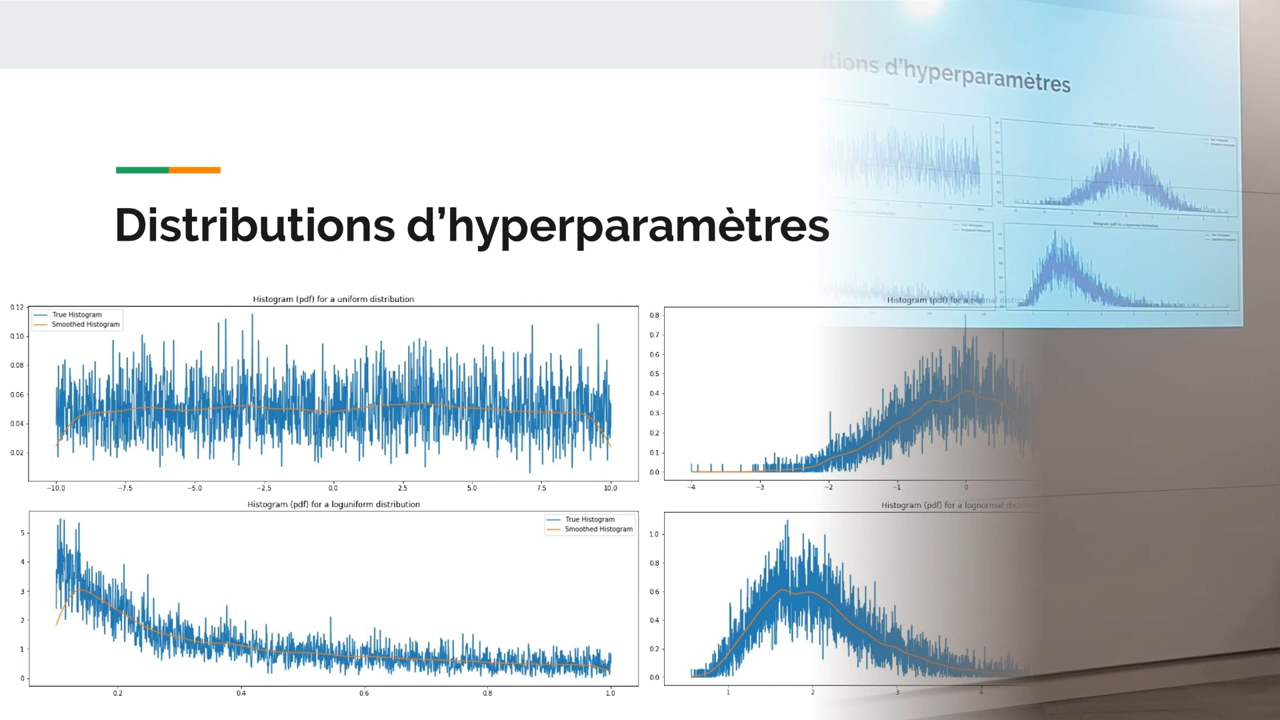 tions d'hyperparamètres
Distributions d'hyperparamètres
Histogram (pdf) for a uniform distribution
True Histogram
Smoothed Histogram
0.12
0.10
0.08
0.06
0.04
0.02
−10.0 −7.5 −5.0 −2.5 0.0 2.5 5.0 7.5 10.0
Histogram (pdf) for a normal
0.8
0.7
0.6
0.5
0.4
0.3
0.2
0.1
0.0
−4 −3 −2 −1 0
Histogram (pdf) for a loguniform distribution
True Histogram
Smoothed Histogram
5
4
3
2
1
0
0.2 0.4 0.6 0.8 1.0
Histogram (pdf) for a lognormal
1.0
0.8
0.6
0.4
0.2
0.0
1 2 3 4